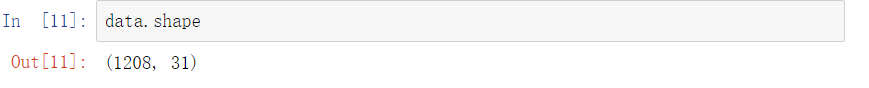 In [11]: data.shape
Out[11]: (1208, 31)